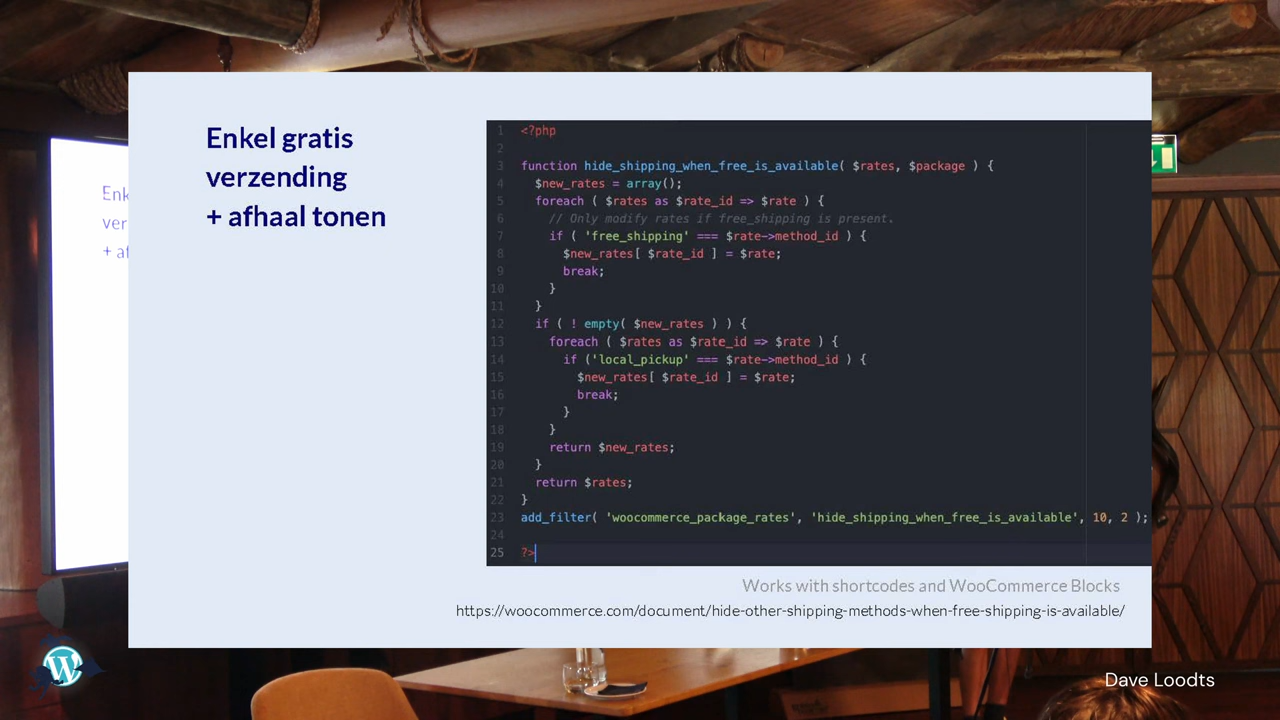 Enkel gratis
verzending
+ afhaal tonen
Enk
ver
+ af
1 <?php
2
3 function hide_shipping_when_free_is_available( $rates, $package ) {
4 $new_rates = array();
5 foreach ( $rates as $rate_id => $rate ) {
6 // Only modify rates if free_shipping is present.
7 if ( 'free_shipping' === $rate->method_id ) {
8 $new_rates[ $rate_id ] = $rate;
9 break;
10 }
11 }
12 if ( ! empty( $new_rates ) ) {
13 foreach ( $rates as $rate_id => $rate ) {
14 if ('local_pickup' === $rate->method_id ) {
15 $new_rates[ $rate_id ] = $rate;
16 break;
17 }
18 }
19 return $new_rates;
20 }
21 return $rates;
22 }
23 add_filter( 'woocommerce_package_rates', 'hide_shipping_when_free_is_available', 10, 2 );
24
25 ?>
Works with shortcodes and WooCommerce Blocks
https://woocommerce.com/document/hide-other-shipping-methods-when-free-shipping-is-available/
Dave Loodts